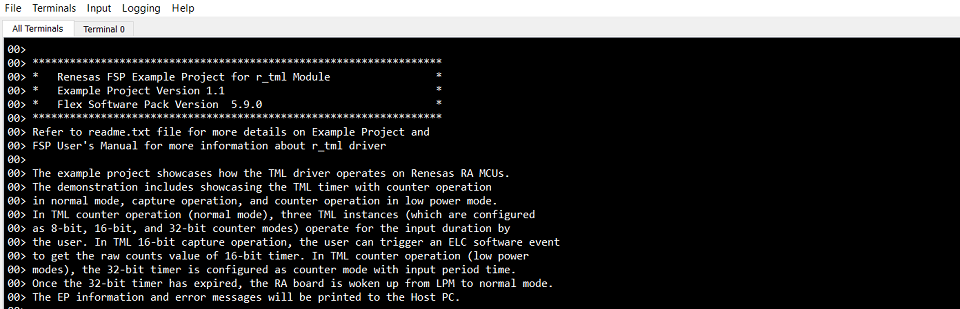 File Terminals Input Logging Help
All Terminals Terminal 0
00>
00> *****************************************************************
00> *   Renesas FSP Example Project for r_tml Module                 *
00> *   Example Project Version 1.1                                  *
00> *   Flex Software Pack Version  5.9.0                            *
00> *****************************************************************
00> Refer to readme.txt file for more details on Example Project and
00> FSP User's Manual for more information about r_tml driver
00>
00> The example project showcases how the TML driver operates on Renesas RA MCUs.
00> The demonstration includes showcasing the TML timer with counter operation
00> in normal mode, capture operation, and counter operation in low power mode.
00> In TML counter operation (normal mode), three TML instances (which are configured
00> as 8-bit, 16-bit, and 32-bit counter modes) operate for the input duration by
00> the user. In TML 16-bit capture operation, the user can trigger an ELC software event
00> to get the raw counts value of 16-bit timer. In TML counter operation (low power
00> modes), the 32-bit timer is configured as counter mode with input period time.
00> Once the 32-bit timer has expired, the RA board is woken up from LPM to normal mode.
00> The EP information and error messages will be printed to the Host PC.